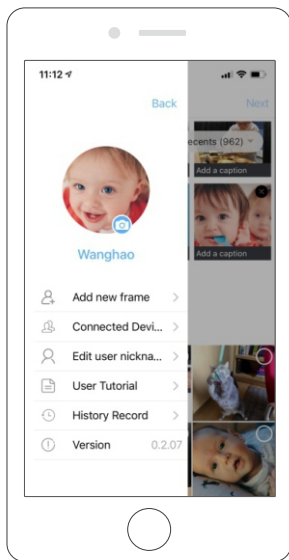 11:12
Back
Next
ecents (962)
Add a caption
Add a caption
Wanghao
Add new frame
Connected Devi...
Edit user nickna...
User Tutorial
History Record
Version 0.2.07